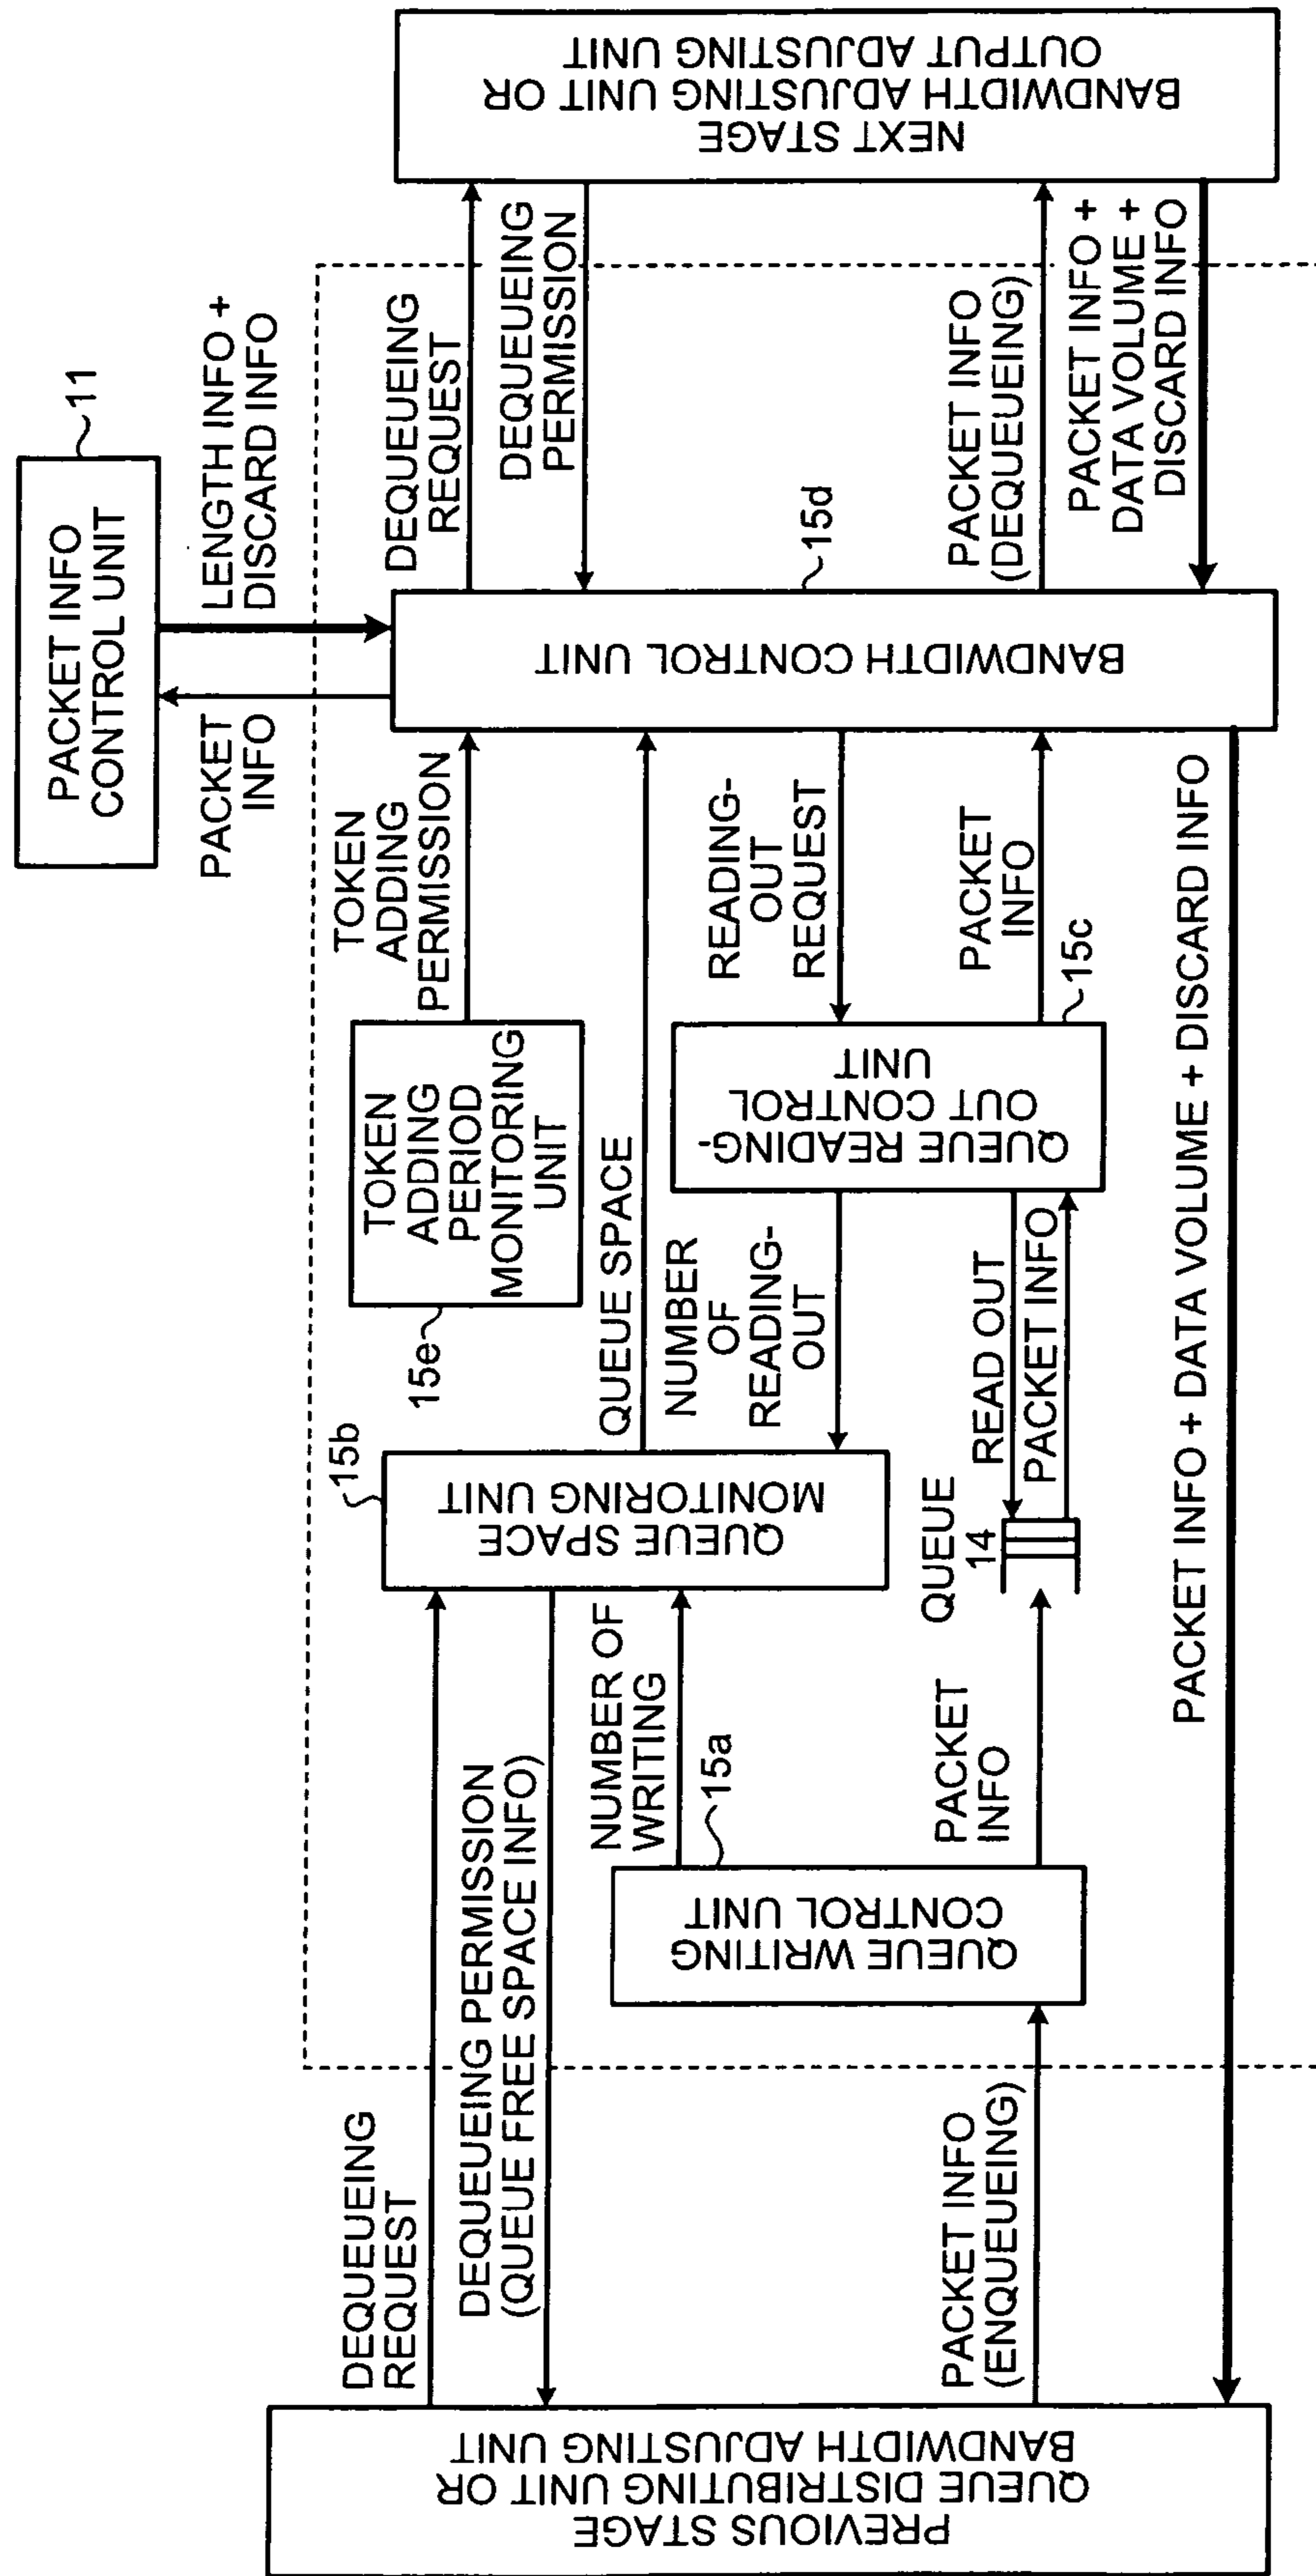 PACKET INFO
CONTROL UNIT
11
PACKET
INFO
LENGTH INFO +
DISCARD INFO
PREVIOUS STAGE
QUEUE DISTRIBUTING UNIT OR
BANDWIDTH ADJUSTING UNIT
DEQUEUEING
REQUEST
DEQUEUEING PERMISSION
(QUEUE FREE SPACE INFO)
PACKET INFO
(ENQUEUEING)
QUEUE WRITING
CONTROL UNIT
15a
NUMBER OF
WRITING
PACKET
INFO
QUEUE SPACE
MONITORING UNIT
15b
QUEUE
14
QUEUE SPACE
NUMBER
OF
READING-
OUT
READ OUT
PACKET INFO
TOKEN
ADDING
PERIOD
MONITORING
UNIT
15e
TOKEN
ADDING
PERMISSION
QUEUE READING-
OUT CONTROL
UNIT
15c
READING-
OUT
REQUEST
PACKET
INFO
BANDWIDTH CONTROL UNIT
15d
DEQUEUEING
REQUEST
DEQUEUEING
PERMISSION
PACKET INFO
(DEQUEUEING)
PACKET INFO +
DATA VOLUME +
DISCARD INFO
NEXT STAGE
BANDWIDTH ADJUSTING UNIT OR
OUTPUT ADJUSTING UNIT
PACKET INFO + DATA VOLUME + DISCARD INFO